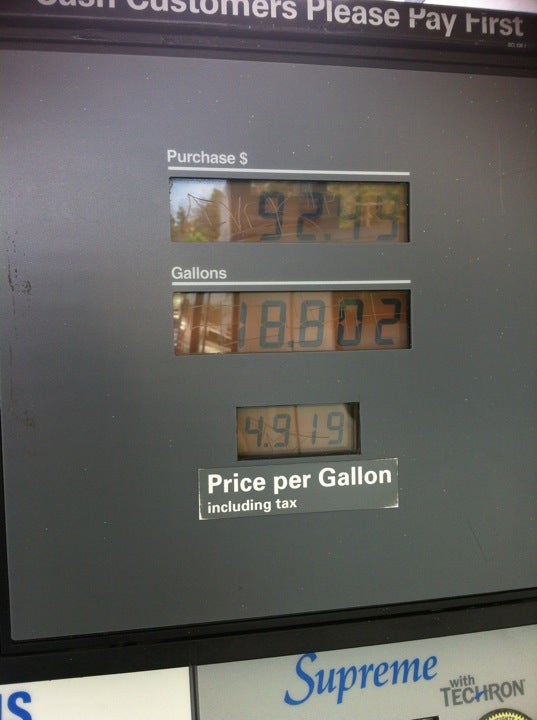 Cash Customers Please Pay First
Purchase $
92.49
Gallons
18.802
4.919
Price per Gallon
including tax
Supreme
with
TECHRON